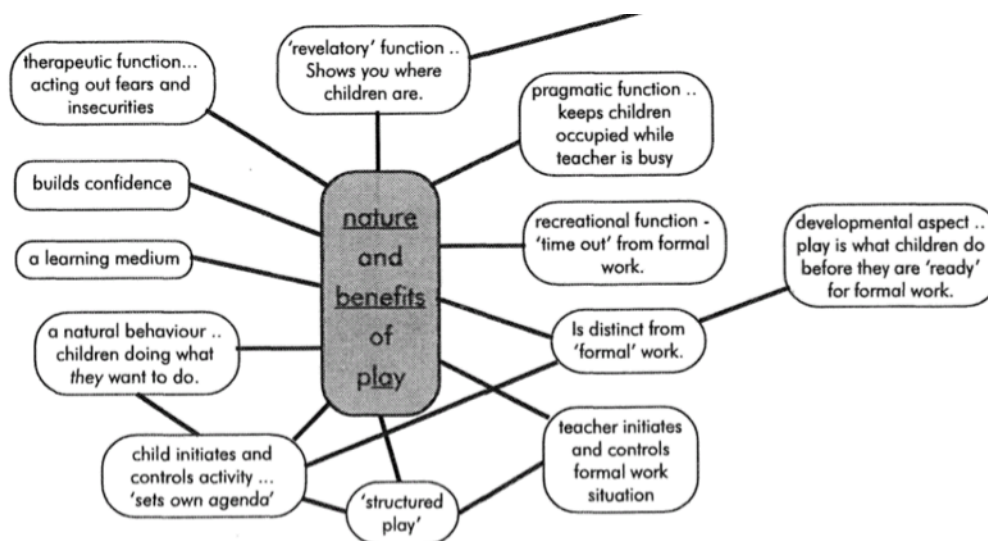 'revelatory' function ..
Shows you where
children are.
therapeutic function...
acting out fears and
insecurities
pragmatic function ..
keeps children
occupied while
teacher is busy
builds confidence
nature
and
benefits
of
play
recreational function -
'time out' from formal
work.
developmental aspect ..
play is what children do
before they are 'ready'
for formal work.
a learning medium
a natural behaviour ..
children doing what
they want to do.
Is distinct from
'formal' work.
child initiates and
controls activity ...
'sets own agenda'
'structured
play'
teacher initiates
and controls
formal work
situation